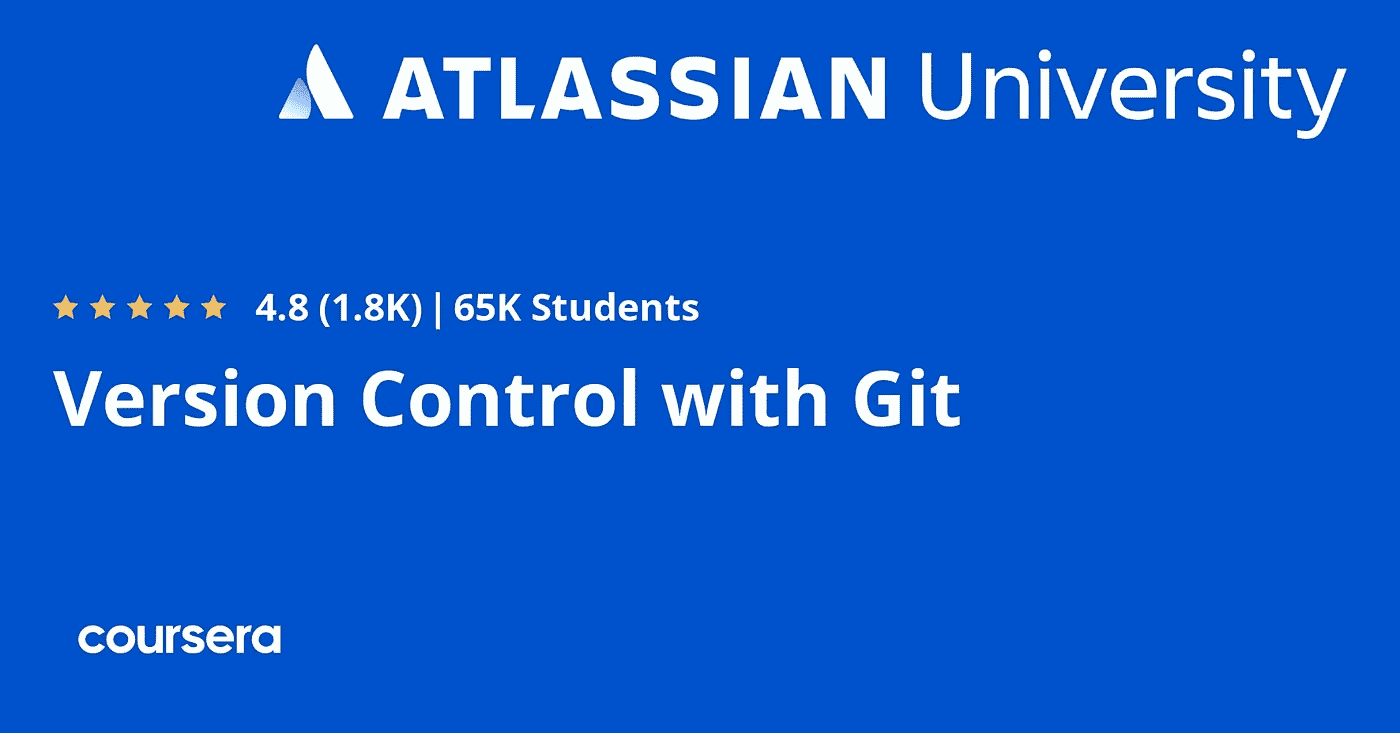 ATLASSIAN University
4.8 (1.8K) | 65K Students
Version Control with Git
coursera